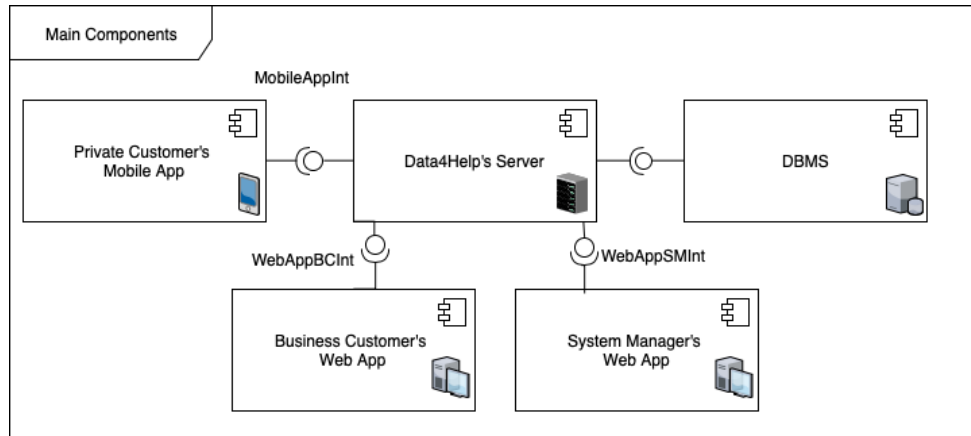 Main Components
MobileAppInt
Private Customer's
Mobile App
Data4Help's Server
DBMS
WebAppBCInt
WebAppSMInt
Business Customer's
Web App
System Manager's
Web App